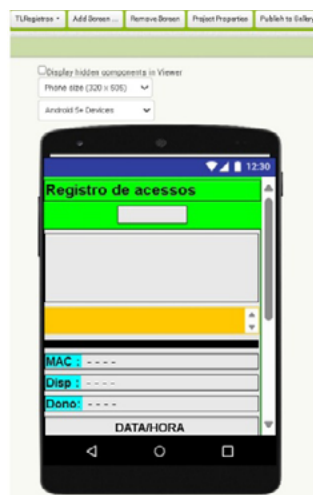 TLRegistros Add Screen ... Remove Screen Project Properties Publish to Gallery
Display hidden components in Viewer
Phone size (320 x 505)
Android 5+ Devices
12:30
Registro de acessos
MAC : - - - -
Disp : - - - -
Dono: - - - -
DATA/HORA